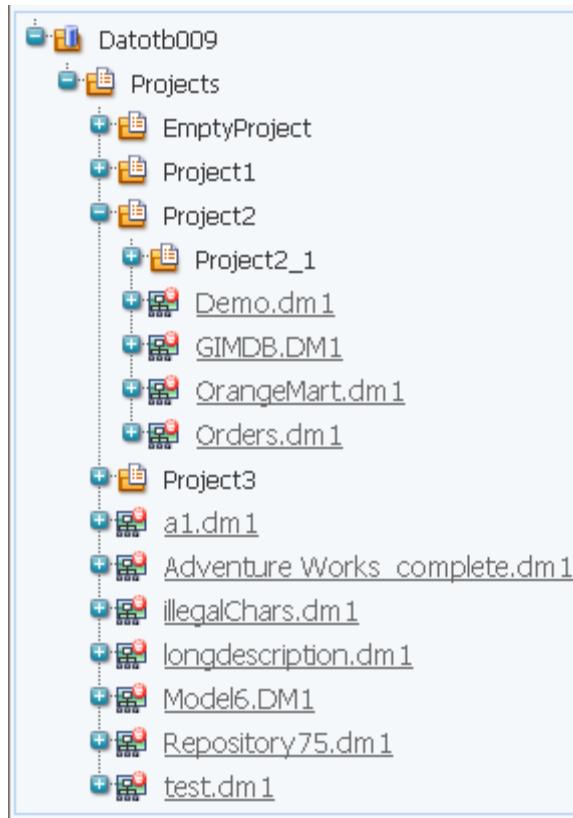 Datotb009
Projects
EmptyProject
Project1
Project2
Project2_1
Demo.dm1
GIMDB.DM1
OrangeMart.dm1
Orders.dm1
Project3
a1.dm1
Adventure Works_complete.dm1
illegalChars.dm1
longdescription.dm1
Model6.DM1
Repository75.dm1
test.dm1